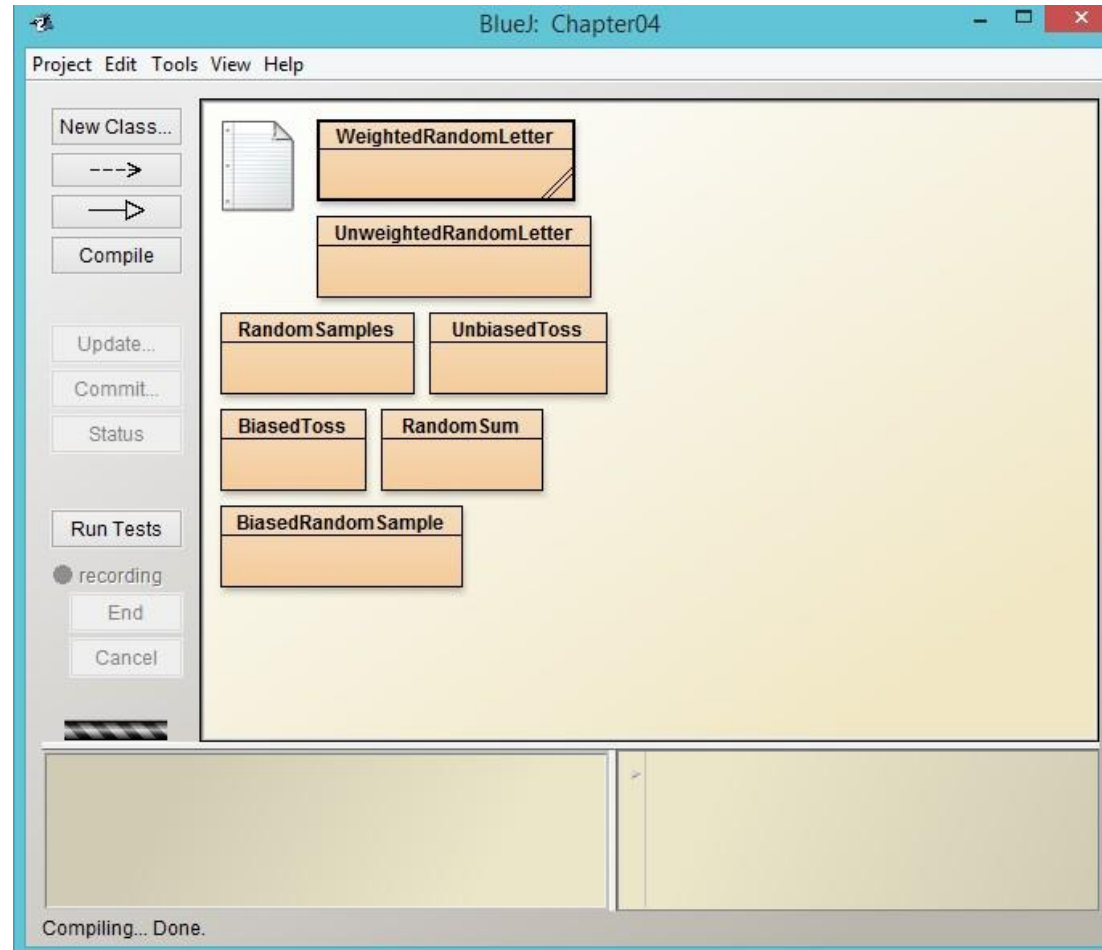 BlueJ: Chapter04
Project Edit Tools View Help
New Class...
WeightedRandomLetter
UnweightedRandomLetter
Compile
RandomSamples UnbiasedToss
Update...
Commit...
BiasedToss RandomSum
Status
BiasedRandomSample
Run Tests
recording
End
Cancel
Compiling... Done.